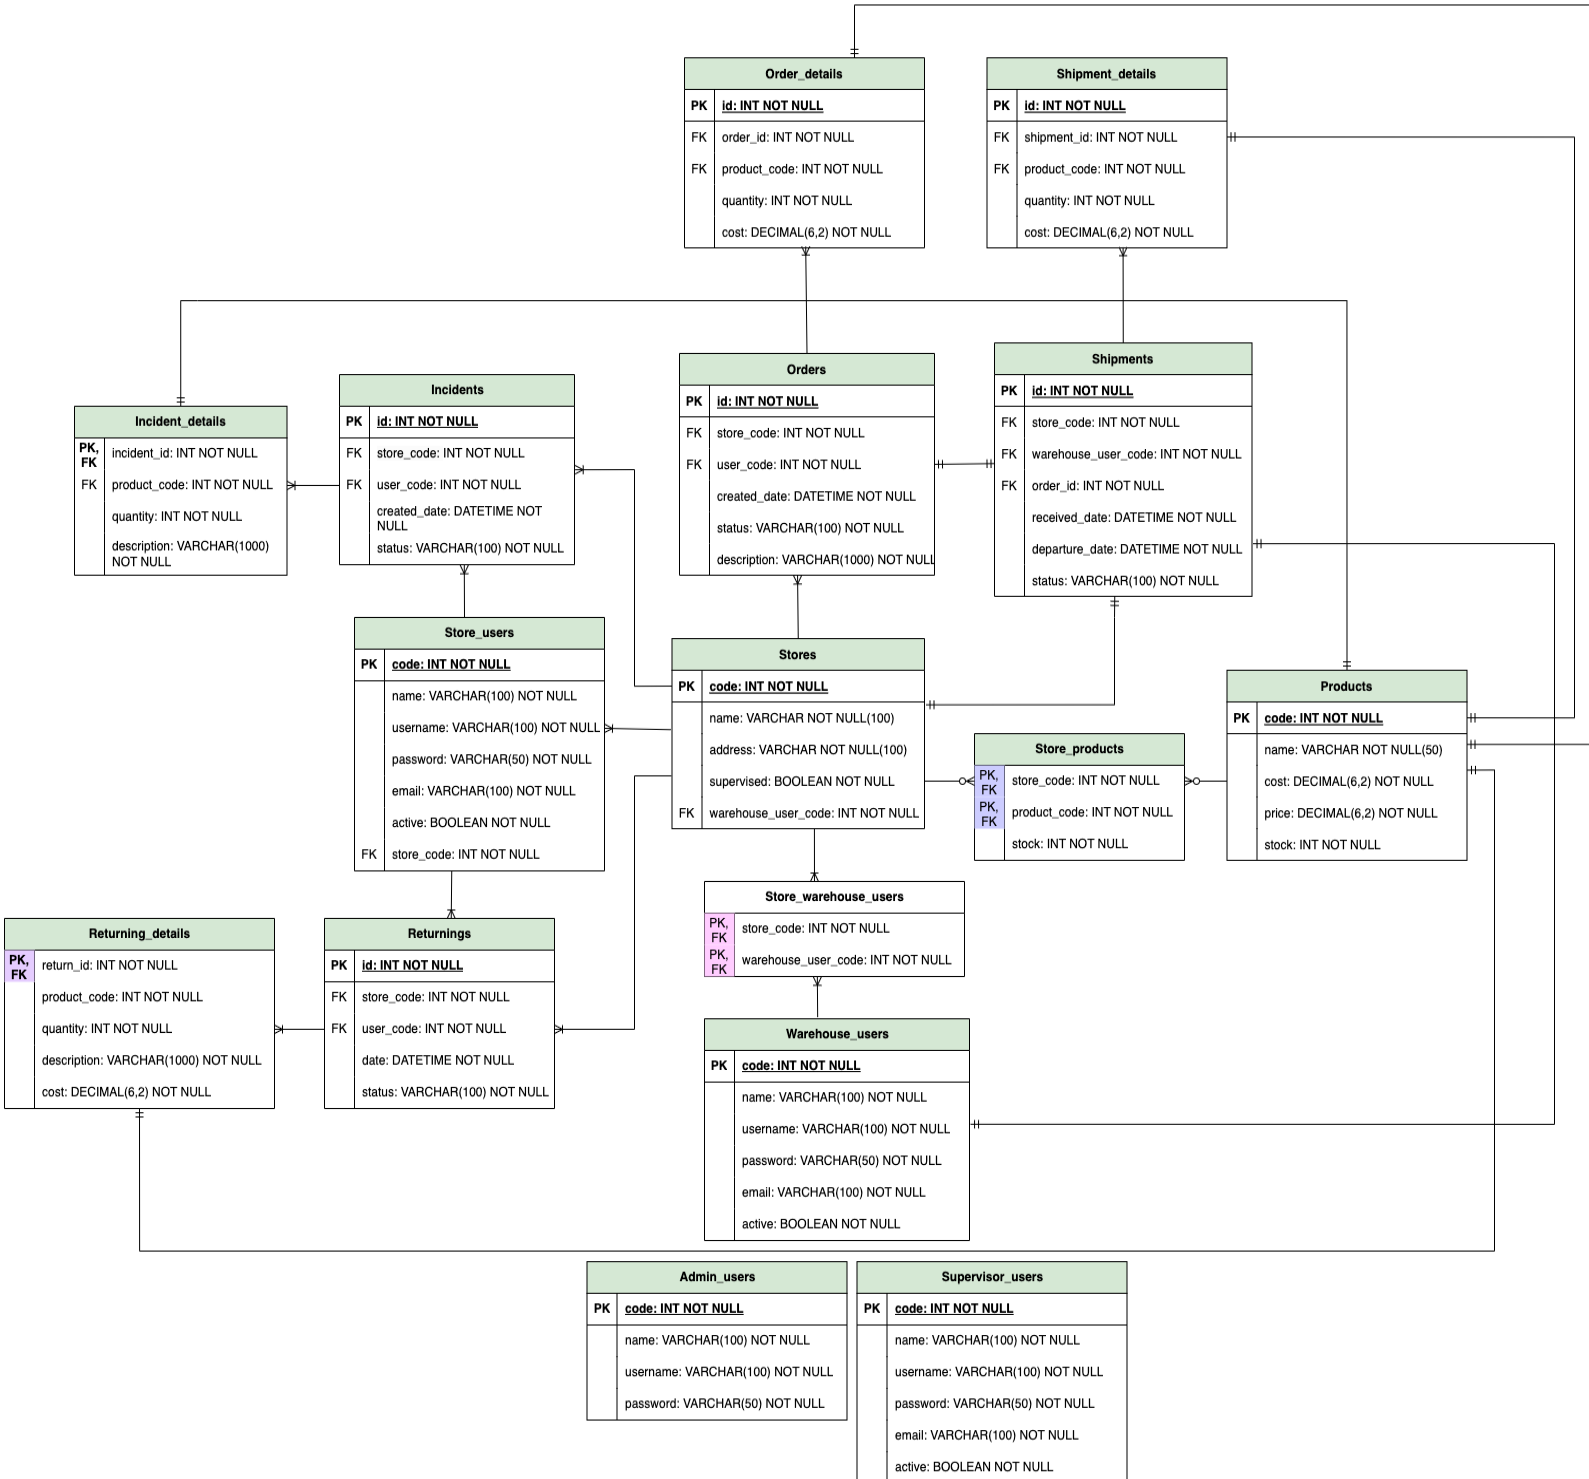 Order_details
PK id: INT NOT NULL
FK order_id: INT NOT NULL
FK product_code: INT NOT NULL
quantity: INT NOT NULL
cost: DECIMAL(6,2) NOT NULL
Shipment_details
PK id: INT NOT NULL
FK shipment_id: INT NOT NULL
FK product_code: INT NOT NULL
quantity: INT NOT NULL
cost: DECIMAL(6,2) NOT NULL
Incident_details
PK, FK incident_id: INT NOT NULL
FK product_code: INT NOT NULL
quantity: INT NOT NULL
description: VARCHAR(1000)
NOT NULL
Incidents
PK id: INT NOT NULL
FK store_code: INT NOT NULL
FK user_code: INT NOT NULL
created_date: DATETIME NOT
NULL
status: VARCHAR(100) NOT NULL
Orders
PK id: INT NOT NULL
FK store_code: INT NOT NULL
FK user_code: INT NOT NULL
created_date: DATETIME NOT NULL
status: VARCHAR(100) NOT NULL
description: VARCHAR(1000) NOT NULL
Shipments
PK id: INT NOT NULL
FK store_code: INT NOT NULL
FK warehouse_user_code: INT NOT NULL
FK order_id: INT NOT NULL
received_date: DATETIME NOT NULL
departure_date: DATETIME NOT NULL
status: VARCHAR(100) NOT NULL
Store_users
PK code: INT NOT NULL
name: VARCHAR(100) NOT NULL
username: VARCHAR(100) NOT NULL
password: VARCHAR(50) NOT NULL
email: VARCHAR(100) NOT NULL
active: BOOLEAN NOT NULL
FK store_code: INT NOT NULL
Stores
PK code: INT NOT NULL
name: VARCHAR NOT NULL(100)
address: VARCHAR NOT NULL(100)
supervised: BOOLEAN NOT NULL
FK warehouse_user_code: INT NOT NULL
Store_products
PK, FK store_code: INT NOT NULL
PK, FK product_code: INT NOT NULL
stock: INT NOT NULL
Products
PK code: INT NOT NULL
name: VARCHAR NOT NULL(50)
cost: DECIMAL(6,2) NOT NULL
price: DECIMAL(6,2) NOT NULL
stock: INT NOT NULL
Returning_details
PK, FK return_id: INT NOT NULL
product_code: INT NOT NULL
quantity: INT NOT NULL
description: VARCHAR(1000) NOT NULL
cost: DECIMAL(6,2) NOT NULL
Returnings
PK id: INT NOT NULL
FK store_code: INT NOT NULL
FK user_code: INT NOT NULL
date: DATETIME NOT NULL
status: VARCHAR(100) NOT NULL
Store_warehouse_users
PK, FK store_code: INT NOT NULL
PK, FK warehouse_user_code: INT NOT NULL
Warehouse_users
PK code: INT NOT NULL
name: VARCHAR(100) NOT NULL
username: VARCHAR(100) NOT NULL
password: VARCHAR(50) NOT NULL
email: VARCHAR(100) NOT NULL
active: BOOLEAN NOT NULL
Admin_users
PK code: INT NOT NULL
name: VARCHAR(100) NOT NULL
username: VARCHAR(100) NOT NULL
password: VARCHAR(50) NOT NULL
Supervisor_users
PK code: INT NOT NULL
name: VARCHAR(100) NOT NULL
username: VARCHAR(100) NOT NULL
password: VARCHAR(50) NOT NULL
email: VARCHAR(100) NOT NULL
active: BOOLEAN NOT NULL